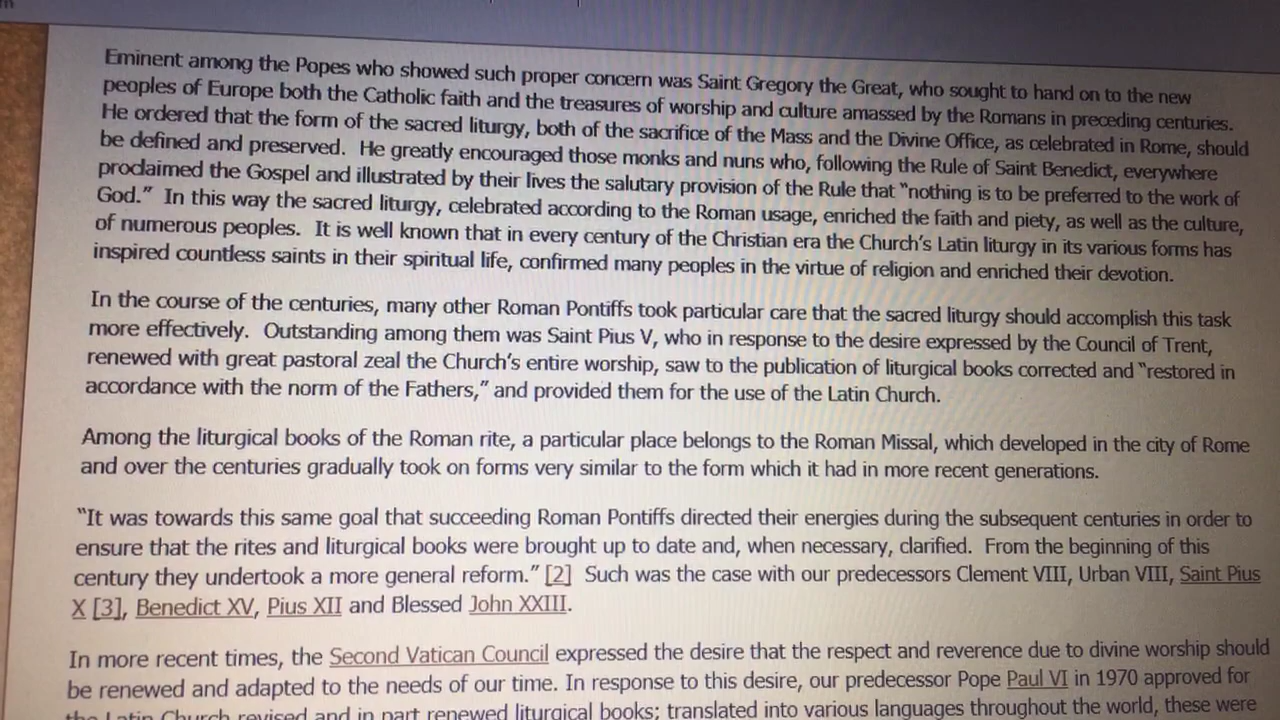 Eminent among the Popes who showed such proper concern was Saint Gregory the Great, who sought to hand on to the new
peoples of Europe both the Catholic faith and the treasures of worship and culture amassed by the Romans in preceding centuries.
He ordered that the form of the sacred liturgy, both of the sacrifice of the Mass and the Divine Office, as celebrated in Rome, should
be defined and preserved. He greatly encouraged those monks and nuns who, following the Rule of Saint Benedict, everywhere
proclaimed the Gospel and illustrated by their lives the salutary provision of the Rule that “nothing is to be preferred to the work of
God.” In this way the sacred liturgy, celebrated according to the Roman usage, enriched the faith and piety, as well as the culture,
of numerous peoples. It is well known that in every century of the Christian era the Church’s Latin liturgy in its various forms has
inspired countless saints in their spiritual life, confirmed many peoples in the virtue of religion and enriched their devotion.
In the course of the centuries, many other Roman Pontiffs took particular care that the sacred liturgy should accomplish this task
more effectively. Outstanding among them was Saint Pius V, who in response to the desire expressed by the Council of Trent,
renewed with great pastoral zeal the Church’s entire worship, saw to the publication of liturgical books corrected and “restored in
accordance with the norm of the Fathers,” and provided them for the use of the Latin Church.
Among the liturgical books of the Roman rite, a particular place belongs to the Roman Missal, which developed in the city of Rome
and over the centuries gradually took on forms very similar to the form which it had in more recent generations.
“It was towards this same goal that succeeding Roman Pontiffs directed their energies during the subsequent centuries in order to
ensure that the rites and liturgical books were brought up to date and, when necessary, clarified. From the beginning of this
century they undertook a more general reform.” [2] Such was the case with our predecessors Clement VIII, Urban VIII, Saint Pius
X [3], Benedict XV, Pius XII and Blessed John XXIII.
In more recent times, the Second Vatican Council expressed the desire that the respect and reverence due to divine worship should
be renewed and adapted to the needs of our time. In response to this desire, our predecessor Pope Paul VI in 1970 approved for
the Latin Church revised and in part renewed liturgical books; translated into various languages throughout the world, these were